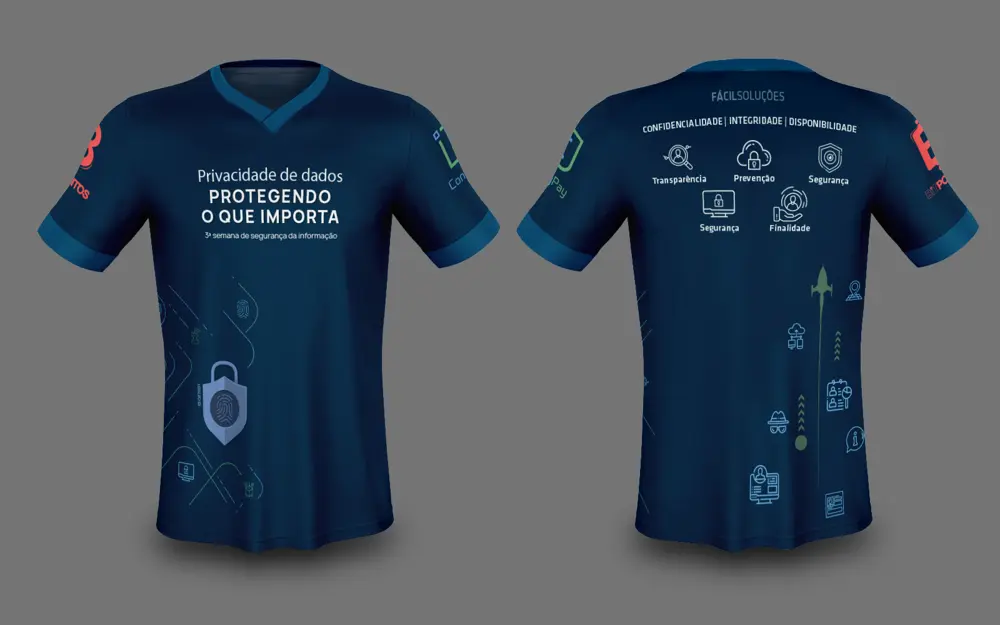 Privacidade de dados
PROTEGENDO
O QUE IMPORTA
3ª semana de segurança da informação
FÁCILSOLUÇÕES
CONFIDENCIALIDADE | INTEGRIDADE | DISPONIBILIDADE
Transparência
Prevenção
Segurança
Segurança
Finalidade
Pay